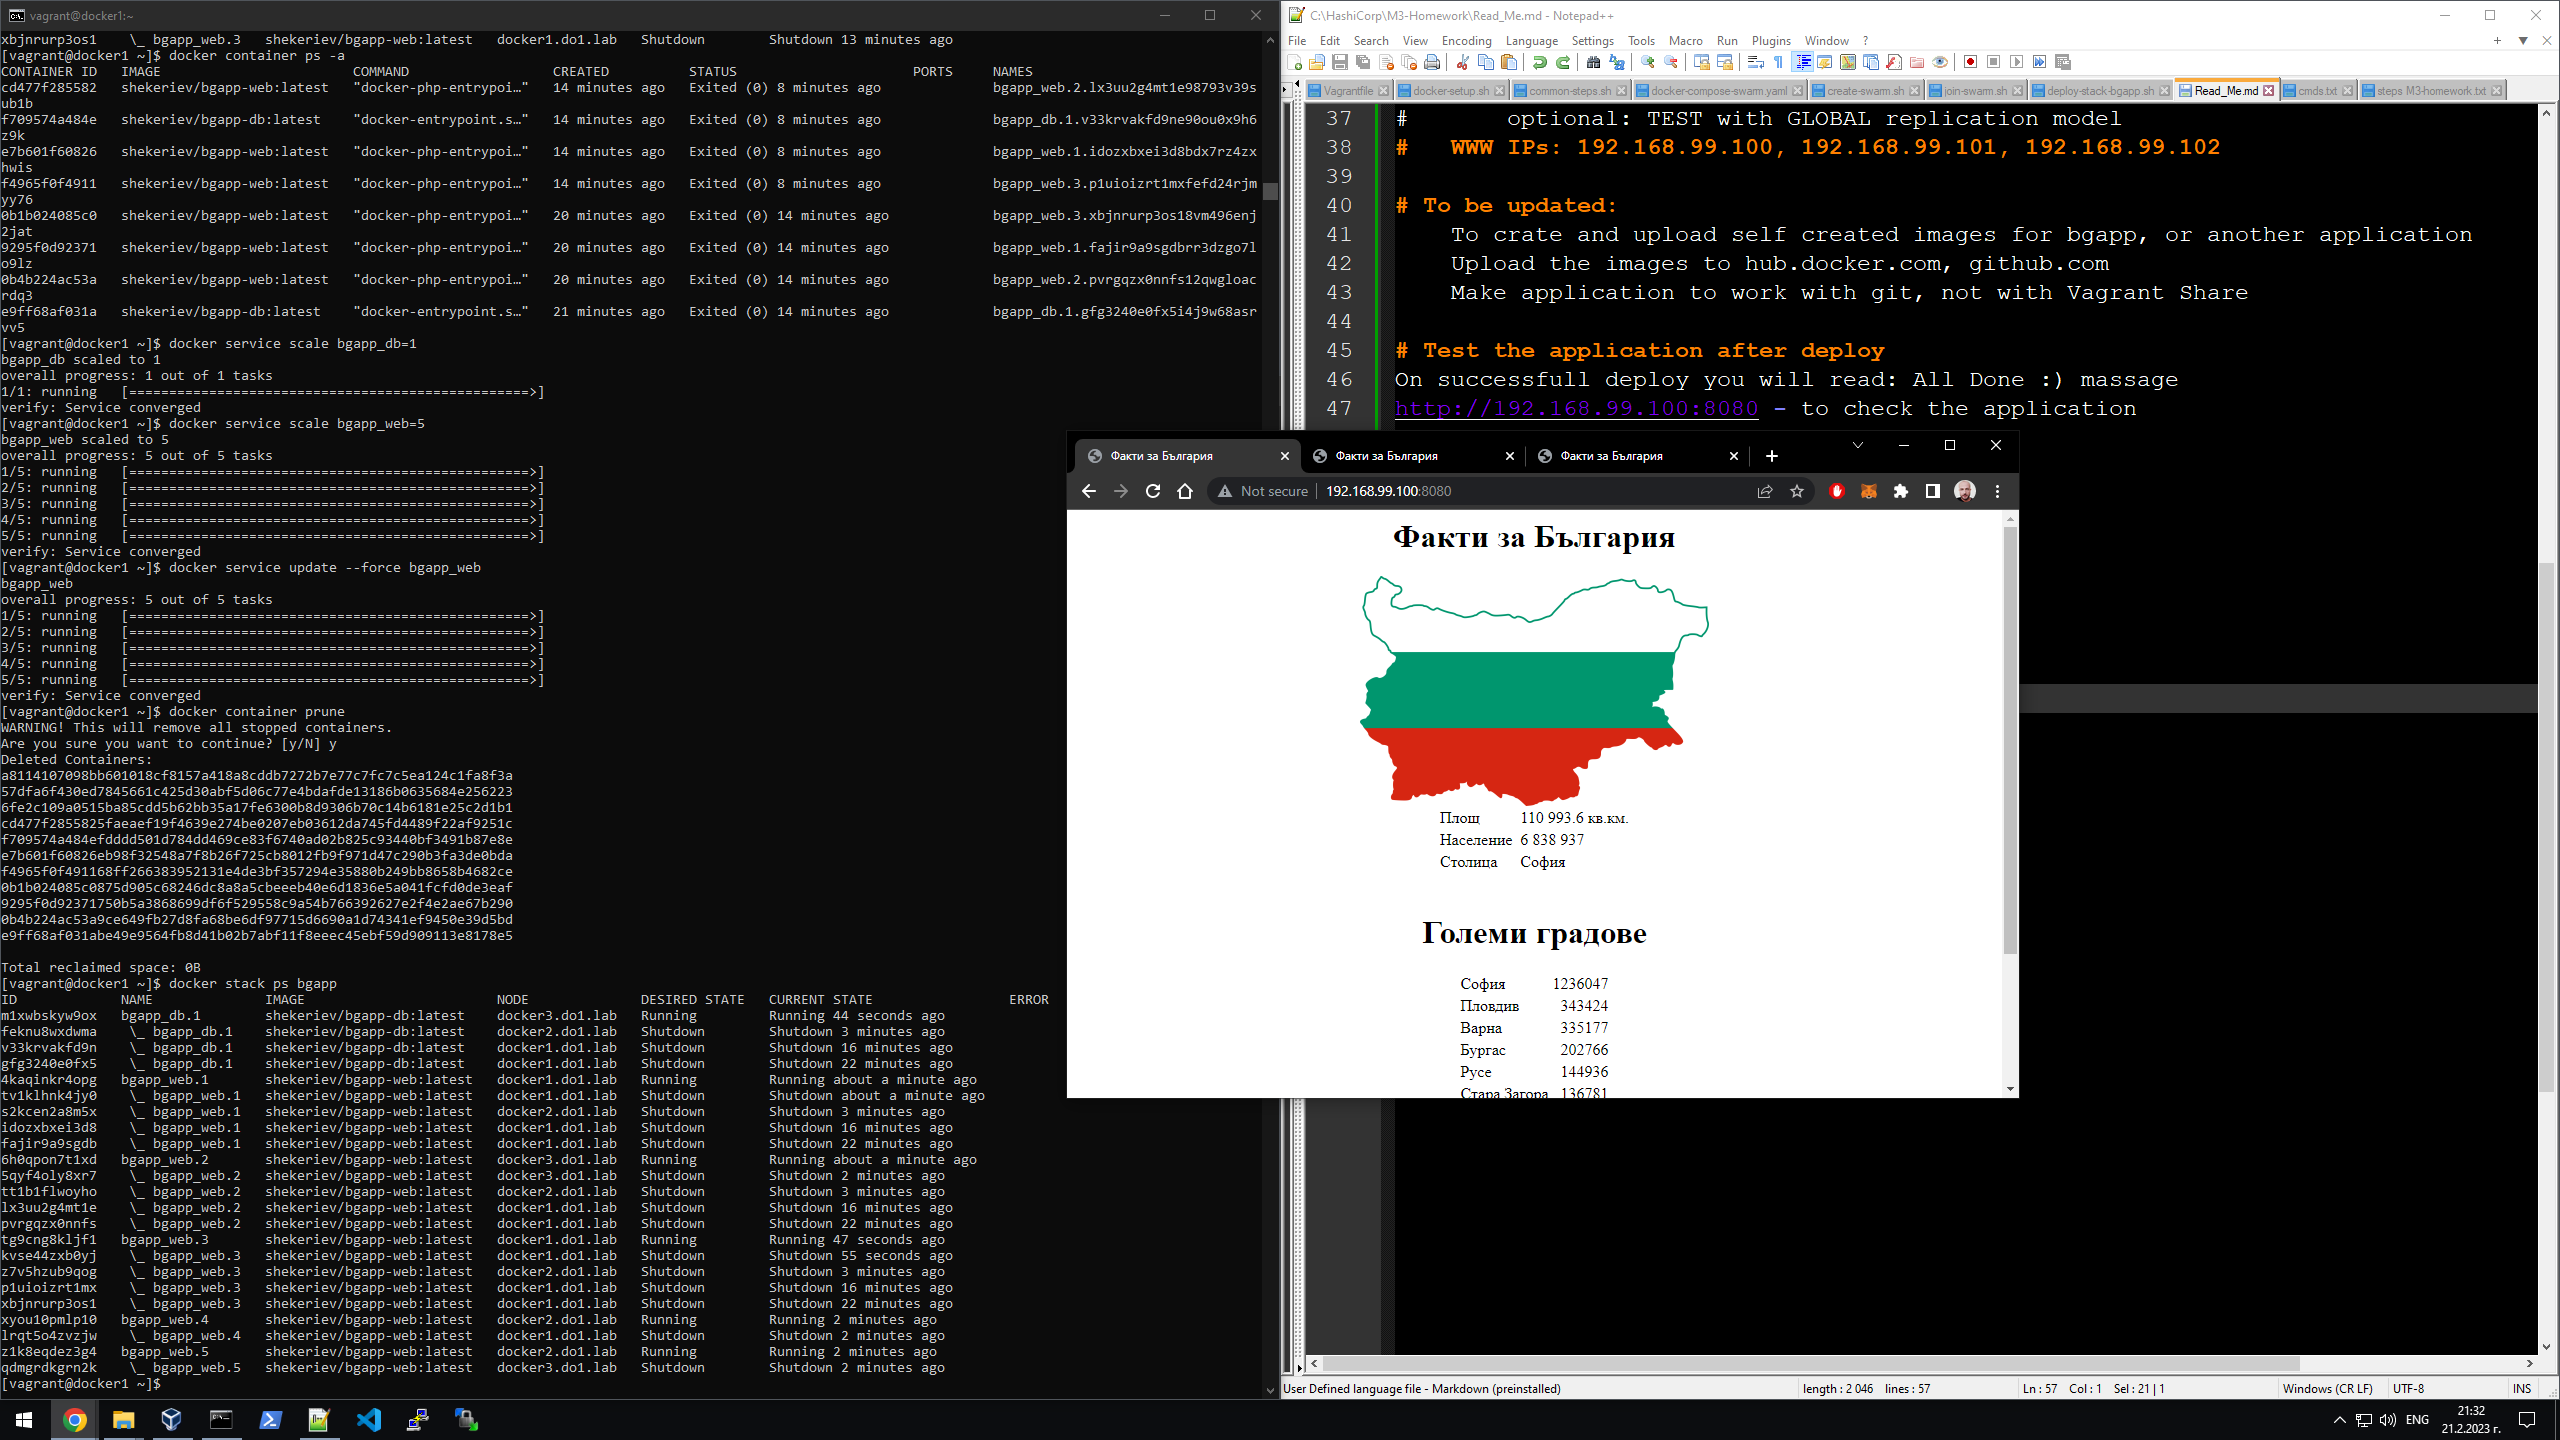 vagrant@docker1:~
xbjnrurp3os1    \_ bgapp_web.3   shekeriev/bgapp-web:latest   docker1.do1.lab   Shutdown        Shutdown 13 minutes ago
[vagrant@docker1 ~]$ docker container ps -a
CONTAINER ID   IMAGE                        COMMAND                  CREATED          STATUS                      PORTS     NAMES
cd477f285582   shekeriev/bgapp-web:latest   "docker-php-entrypoi…"   14 minutes ago   Exited (0) 8 minutes ago              bgapp_web.2.lx3uu2g4mt1e98793v39s
ub1b
f709574a484e   shekeriev/bgapp-db:latest    "docker-entrypoint.s…"   14 minutes ago   Exited (0) 8 minutes ago              bgapp_db.1.v33krvakfd9ne90ou0x9h6
z9k
e7b601f60826   shekeriev/bgapp-web:latest   "docker-php-entrypoi…"   14 minutes ago   Exited (0) 8 minutes ago              bgapp_web.1.idozxbxei3d8bdx7rz4zx
hwis
f4965f0f4911   shekeriev/bgapp-web:latest   "docker-php-entrypoi…"   14 minutes ago   Exited (0) 8 minutes ago              bgapp_web.3.p1uioizrt1mxfefd24rjm
yy76
0b1b024085c0   shekeriev/bgapp-web:latest   "docker-php-entrypoi…"   20 minutes ago   Exited (0) 14 minutes ago             bgapp_web.3.xbjnrurp3os18vm496enj
2jat
9295f0d92371   shekeriev/bgapp-web:latest   "docker-php-entrypoi…"   20 minutes ago   Exited (0) 14 minutes ago             bgapp_web.1.fajir9a9sgdbrr3dzgo7l
o9lz
0b4b224ac53a   shekeriev/bgapp-web:latest   "docker-php-entrypoi…"   20 minutes ago   Exited (0) 14 minutes ago             bgapp_web.2.pvrgqzx0nnfs12qwgloac
rdq3
e9ff68af031a   shekeriev/bgapp-db:latest    "docker-entrypoint.s…"   21 minutes ago   Exited (0) 14 minutes ago             bgapp_db.1.gfg3240e0fx5i4j9w68asr
vv5
[vagrant@docker1 ~]$ docker service scale bgapp_db=1
bgapp_db scaled to 1
overall progress: 1 out of 1 tasks
1/1: running   [==================================================>]
verify: Service converged
[vagrant@docker1 ~]$ docker service scale bgapp_web=5
bgapp_web scaled to 5
overall progress: 5 out of 5 tasks
1/5: running   [==================================================>]
2/5: running   [==================================================>]
3/5: running   [==================================================>]
4/5: running   [==================================================>]
5/5: running   [==================================================>]
verify: Service converged
[vagrant@docker1 ~]$ docker service update --force bgapp_web
bgapp_web
overall progress: 5 out of 5 tasks
1/5: running   [==================================================>]
2/5: running   [==================================================>]
3/5: running   [==================================================>]
4/5: running   [==================================================>]
5/5: running   [==================================================>]
verify: Service converged
[vagrant@docker1 ~]$ docker container prune
WARNING! This will remove all stopped containers.
Are you sure you want to continue? [y/N] y
Deleted Containers:
a8114107098bb601018cf8157a418a8cddb7272b7e77c7fc7c5ea124c1fa8f3a
57dfa6f430ed7845661c425d30abf5d06c77e4bdafde13186b0635684e256223
6fe2c109a0515ba85cdd5b62bb35a17fe6300b8d9306b70c14b6181e25c2d1b1
cd477f2855825faeaef19f4639e274be0207eb03612da745fd4489f22af9251c
f709574a484efdddd501d784dd469ce83f6740ad02b825c93440bf3491b87e8e
e7b601f60826eb98f32548a7f8b26f725cb8012fb9f971d47c290b3fa3de0bda
f4965f0f491168ff266383952131e4de3bf357294e35880b249bb8658b4682ce
0b1b024085c0875d905c68246dc8a8a5cbeeeb40e6d1836e5a041fcfd0de3eaf
9295f0d92371750b5a3868699df6f529558c9a54b766392627e2f4e2ae67b290
0b4b224ac53a9ce649fb27d8fa68be6df97715d6690a1d74341ef9450e39d5bd
e9ff68af031abe49e9564fb8d41b02b7abf11f8eeec45ebf59d909113e8178e5
Total reclaimed space: 0B
[vagrant@docker1 ~]$ docker stack ps bgapp
ID             NAME              IMAGE                        NODE              DESIRED STATE   CURRENT STATE                 ERROR
m1xwbskyw9ox   bgapp_db.1        shekeriev/bgapp-db:latest    docker3.do1.lab   Running         Running 44 seconds ago
feknu8wxdwma    \_ bgapp_db.1    shekeriev/bgapp-db:latest    docker2.do1.lab   Shutdown        Shutdown 3 minutes ago
v33krvakfd9n    \_ bgapp_db.1    shekeriev/bgapp-db:latest    docker1.do1.lab   Shutdown        Shutdown 16 minutes ago
gfg3240e0fx5    \_ bgapp_db.1    shekeriev/bgapp-db:latest    docker1.do1.lab   Shutdown        Shutdown 22 minutes ago
4kaqinkr4opg   bgapp_web.1       shekeriev/bgapp-web:latest   docker1.do1.lab   Running         Running about a minute ago
tv1klhnk4jy0    \_ bgapp_web.1   shekeriev/bgapp-web:latest   docker1.do1.lab   Shutdown        Shutdown about a minute ago
s2kcen2a8m5x    \_ bgapp_web.1   shekeriev/bgapp-web:latest   docker2.do1.lab   Shutdown        Shutdown 3 minutes ago
idozxbxei3d8    \_ bgapp_web.1   shekeriev/bgapp-web:latest   docker1.do1.lab   Shutdown        Shutdown 16 minutes ago
fajir9a9sgdb    \_ bgapp_web.1   shekeriev/bgapp-web:latest   docker1.do1.lab   Shutdown        Shutdown 22 minutes ago
6h0qpon7t1xd   bgapp_web.2       shekeriev/bgapp-web:latest   docker3.do1.lab   Running         Running about a minute ago
5qyf4oly8xr7    \_ bgapp_web.2   shekeriev/bgapp-web:latest   docker3.do1.lab   Shutdown        Shutdown 2 minutes ago
tt1b1flwoyho    \_ bgapp_web.2   shekeriev/bgapp-web:latest   docker2.do1.lab   Shutdown        Shutdown 3 minutes ago
lx3uu2g4mt1e    \_ bgapp_web.2   shekeriev/bgapp-web:latest   docker1.do1.lab   Shutdown        Shutdown 16 minutes ago
pvrgqzx0nnfs    \_ bgapp_web.2   shekeriev/bgapp-web:latest   docker1.do1.lab   Shutdown        Shutdown 22 minutes ago
tg9cng8kljf1   bgapp_web.3       shekeriev/bgapp-web:latest   docker1.do1.lab   Running         Running 47 seconds ago
kvse44zxb0yj    \_ bgapp_web.3   shekeriev/bgapp-web:latest   docker1.do1.lab   Shutdown        Shutdown 55 seconds ago
z7v5hzub9qog    \_ bgapp_web.3   shekeriev/bgapp-web:latest   docker2.do1.lab   Shutdown        Shutdown 3 minutes ago
p1uioizrt1mx    \_ bgapp_web.3   shekeriev/bgapp-web:latest   docker1.do1.lab   Shutdown        Shutdown 16 minutes ago
xbjnrurp3os1    \_ bgapp_web.3   shekeriev/bgapp-web:latest   docker1.do1.lab   Shutdown        Shutdown 22 minutes ago
xyou10pmlp10   bgapp_web.4       shekeriev/bgapp-web:latest   docker2.do1.lab   Running         Running 2 minutes ago
lrqt5o4zvzjw    \_ bgapp_web.4   shekeriev/bgapp-web:latest   docker1.do1.lab   Shutdown        Shutdown 2 minutes ago
z1k8eqdez3g4   bgapp_web.5       shekeriev/bgapp-web:latest   docker2.do1.lab   Running         Running 2 minutes ago
qdmgrdkgrn2k    \_ bgapp_web.5   shekeriev/bgapp-web:latest   docker3.do1.lab   Shutdown        Shutdown 2 minutes ago
[vagrant@docker1 ~]$
C:\HashiCorp\M3-Homework\Read_Me.md - Notepad++
File Edit Search View Encoding Language Settings Tools Macro Run Plugins Window ?
Vagrantfile docker-setup.sh common-steps.sh docker-compose-swarm.yaml create-swarm.sh join-swarm.sh deploy-stack-bgapp.sh Read_Me.md cmds.txt steps M3-homework.txt
37 #       optional: TEST with GLOBAL replication model
38 #   WWW IPs: 192.168.99.100, 192.168.99.101, 192.168.99.102
39
40 # To be updated:
41     To crate and upload self created images for bgapp, or another application
42     Upload the images to hub.docker.com, github.com
43     Make application to work with git, not with Vagrant Share
44
45 # Test the application after deploy
46 On successfull deploy you will read: All Done :) massage
47 http://192.168.99.100:8080 - to check the application
Факти за България Факти за България Факти за България
Not secure 192.168.99.100:8080
Факти за България
Площ 110 993.6 кв.км.
Население 6 838 937
Столица София
Големи градове
София 1236047
Пловдив 343424
Варна 335177
Бургас 202766
Русе 144936
Стара Загора 136781
User Defined language file - Markdown (preinstalled) length : 2 046 lines : 57 Ln : 57 Col : 1 Sel : 21 | 1 Windows (CR LF) UTF-8 INS
ENG
21:32
21.2.2023 г.